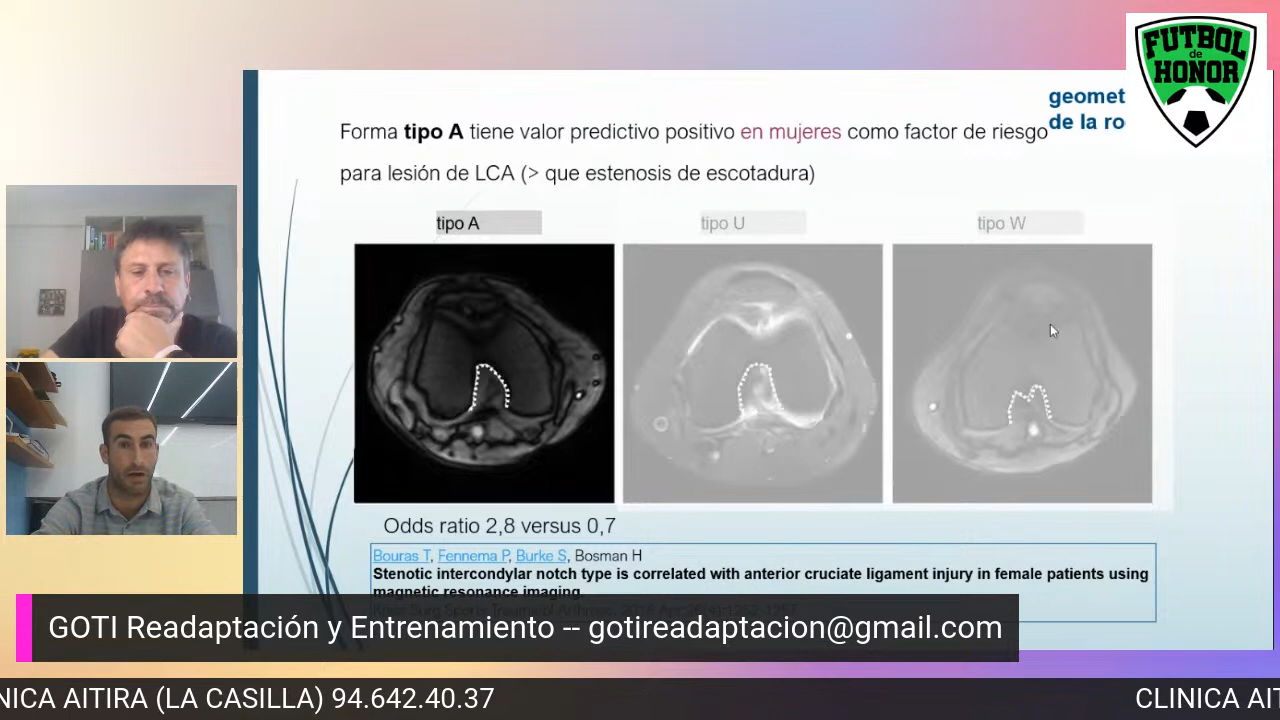 FUTBOL
de
HONOR
geomet
de la ro
Forma tipo A tiene valor predictivo positivo en mujeres como factor de riesgo
para lesión de LCA (> que estenosis de escotadura)
tipo A
tipo U
tipo W
Odds ratio 2,8 versus 0,7
Bouras T, Fennema P, Burke S, Bosman H
Stenotic intercondylar notch type is correlated with anterior cruciate ligament injury in female patients using
magnetic resonance imaging.
GOTI Readaptación y Entrenamiento -- gotireadaptacion@gmail.com
NICA AITIRA (LA CASILLA) 94.642.40.37
CLINICA AIT